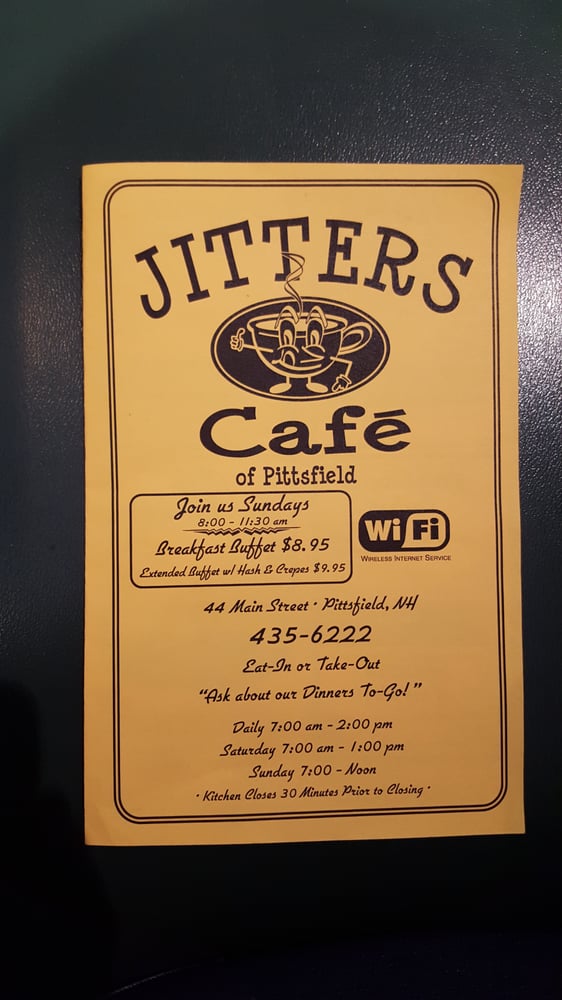 JITTERS
Café
of Pittsfield
Join us Sundays
8:00 - 11:30 am
Breakfast Buffet $8.95
Extended Buffet w/ Hash & Crepes $9.95
Wi Fi
Wireless Internet Service
44 Main Street · Pittsfield, NH
435-6222
Eat-In or Take-Out
"Ask about our Dinners To-Go!"
Daily 7:00 am - 2:00 pm
Saturday 7:00 am - 1:00 pm
Sunday 7:00 - Noon
· Kitchen Closes 30 Minutes Prior to Closing ·